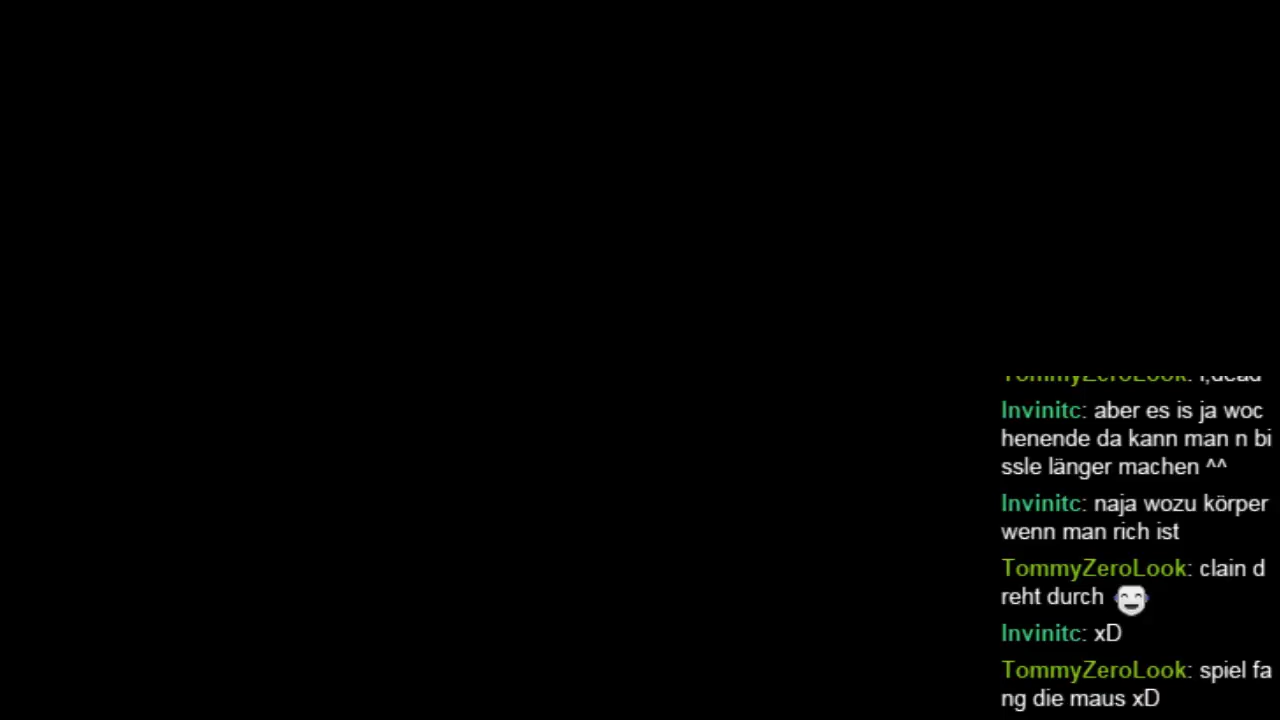 Invinitc: aber es is ja woc
henende da kann man n bi
ssle länger machen ^^
Invinitc: naja wozu körper
wenn man rich ist
TommyZeroLook: clain d
reht durch
Invinitc: xD
TommyZeroLook: spiel fa
ng die maus xD